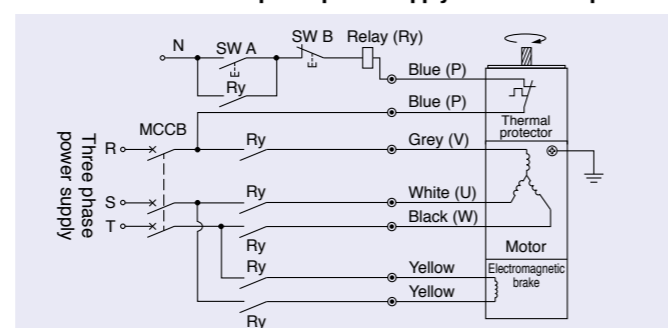 N
SW A
SW B
Relay (Ry)
Ry
Blue (P)
Blue (P)
Thermal
protector
Three phase
power supply
MCCB
R
Ry
Grey (V)
S
Ry
White (U)
T
Ry
Black (W)
Motor
Ry
Yellow
Electromagnetic
brake
Ry
Yellow